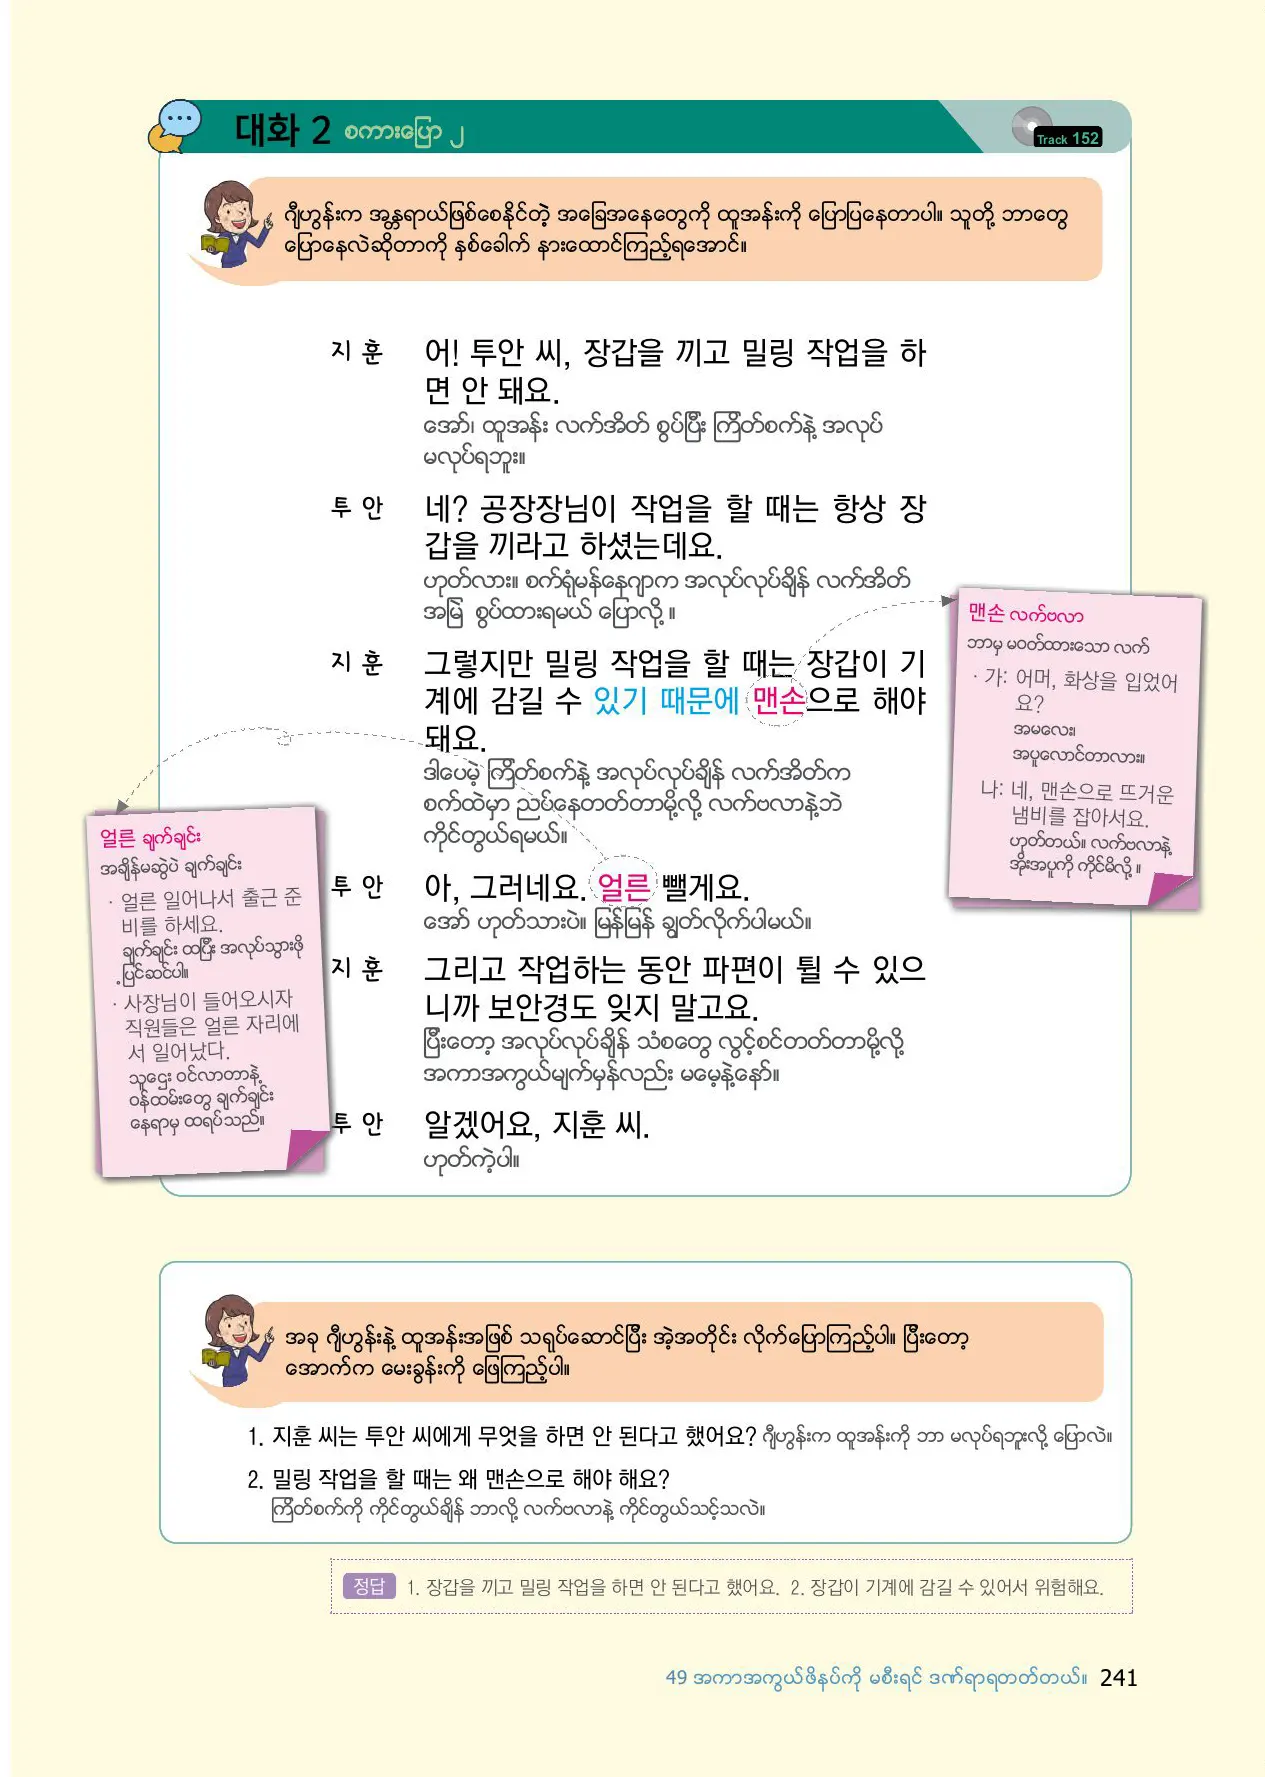 대화 2 စကားပြော ၂
Track 152
ဂျီဟွန်းက အန္တရာယ်ဖြစ်စေနိုင်တဲ့ အခြေအနေတွေကို ထူအန်းကို ပြောပြနေတာပါ။ သူတို့ ဘာတွေ
ပြောနေလဲဆိုတာကို နှစ်ခေါက် နားထောင်ကြည့်ရအောင်။
지 훈 어! 투안 씨, 장갑을 끼고 밀링 작업을 하
면 안 돼요.
အော်၊ ထူအန်း လက်အိတ် စွပ်ပြီး ကြိတ်စက်နဲ့ အလုပ်
မလုပ်ရဘူး။
투 안 네? 공장장님이 작업을 할 때는 항상 장
갑을 끼라고 하셨는데요.
ဟုတ်လား။ စက်ရုံမန်နေဂျာက အလုပ်လုပ်ချိန် လက်အိတ်
အမြဲ စွပ်ထားရမယ် ပြောလို့ ။
지 훈 그렇지만 밀링 작업을 할 때는 장갑이 기
계에 감길 수 있기 때문에 맨손으로 해야
돼요.
ဒါပေမဲ့ ကြိတ်စက်နဲ့ အလုပ်လုပ်ချိန် လက်အိတ်က
စက်ထဲမှာ ညပ်နေတတ်တာမို့လို့ လက်ဗလာနဲ့ဘဲ
ကိုင်တွယ်ရမယ်။
투 안 아, 그러네요. 얼른 뺄게요.
အော် ဟုတ်သားပဲ။ မြန်မြန် ချွတ်လိုက်ပါမယ်။
지 훈 그리고 작업하는 동안 파편이 튈 수 있으
니까 보안경도 잊지 말고요.
ပြီးတော့ အလုပ်လုပ်ချိန် သံစတွေ လွင့်စင်တတ်တာမို့လို့
အကာအကွယ်မျက်မှန်လည်း မမေ့နဲ့နော်။
투 안 알겠어요, 지훈 씨.
ဟုတ်ကဲ့ပါ။
맨손 လက်ဗလာ
ဘာမှ မဝတ်ထားသော လက်
· 가: 어머, 화상을 입었어
요?
အမလေး၊
အပူလောင်တာလား။
나: 네, 맨손으로 뜨거운
냄비를 잡아서요.
ဟုတ်တယ်။ လက်ဗလာနဲ့
အိုးအပူကို ကိုင်မိလို့ ။
얼른 ချက်ချင်း
အချိန်မဆွဲပဲ ချက်ချင်း
· 얼른 일어나서 출근 준
비를 하세요.
ချက်ချင်း ထပြီး အလုပ်သွားဖို့
ပြင်ဆင်ပါ။
· 사장님이 들어오시자
직원들은 얼른 자리에
서 일어났다.
သူဌေး ဝင်လာတာနဲ့
ဝန်ထမ်းတွေ ချက်ချင်း
နေရာမှ ထရပ်သည်။
အခု ဂျီဟွန်းနဲ့ ထူအန်းအဖြစ် သရုပ်ဆောင်ပြီး အဲ့အတိုင်း လိုက်ပြောကြည့်ပါ။ ပြီးတော့
အောက်က မေးခွန်းကို ဖြေကြည့်ပါ။
1. 지훈 씨는 투안 씨에게 무엇을 하면 안 된다고 했어요? ဂျီဟွန်းက ထူအန်းကို ဘာ မလုပ်ရဘူးလို့ ပြောလဲ။
2. 밀링 작업을 할 때는 왜 맨손으로 해야 해요?
ကြိတ်စက်ကို ကိုင်တွယ်ချိန် ဘာလို့ လက်ဗလာနဲ့ ကိုင်တွယ်သင့်သလဲ။
정답 1. 장갑을 끼고 밀링 작업을 하면 안 된다고 했어요. 2. 장갑이 기계에 감길 수 있어서 위험해요.
49 အကာအကွယ်ဖိနပ်ကို မစီးရင် ဒဏ်ရာရတတ်တယ်။ 241